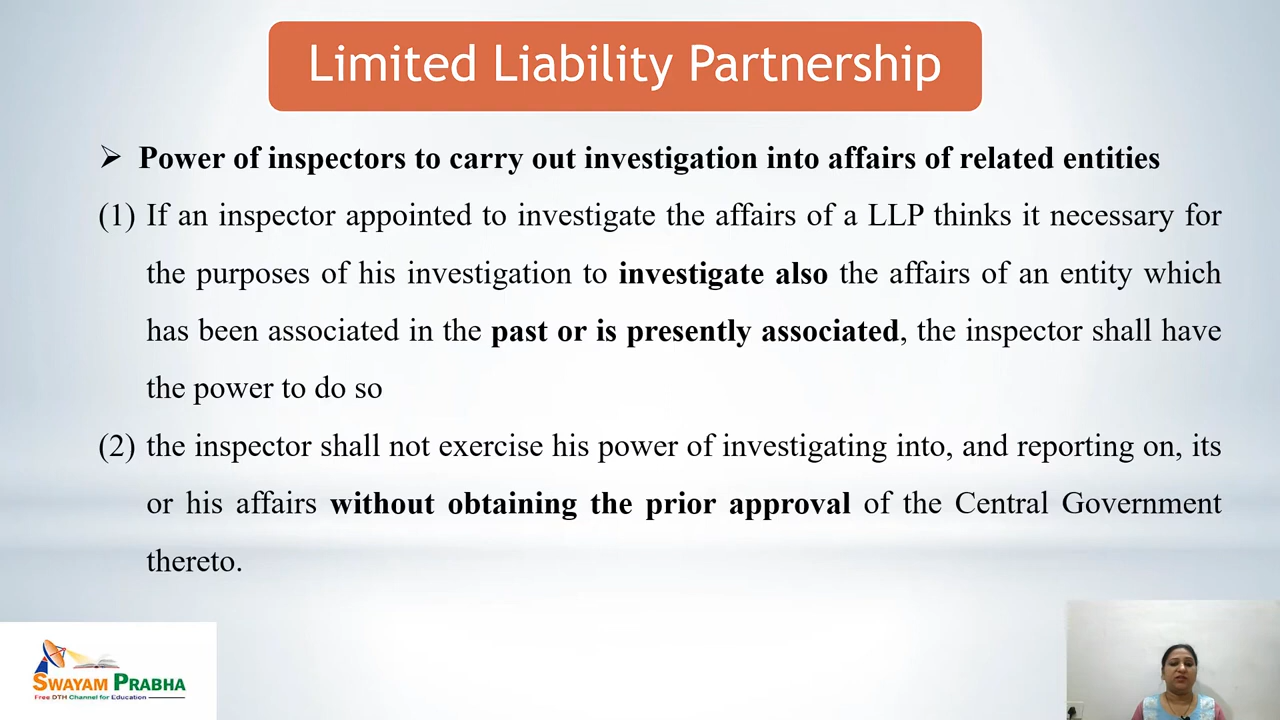 Limited Liability Partnership
➢ Power of inspectors to carry out investigation into affairs of related entities
(1) If an inspector appointed to investigate the affairs of a LLP thinks it necessary for
the purposes of his investigation to investigate also the affairs of an entity which
has been associated in the past or is presently associated, the inspector shall have
the power to do so
(2) the inspector shall not exercise his power of investigating into, and reporting on, its
or his affairs without obtaining the prior approval of the Central Government
thereto.
SWAYAM PRABHA
Free DTH Channel for Education